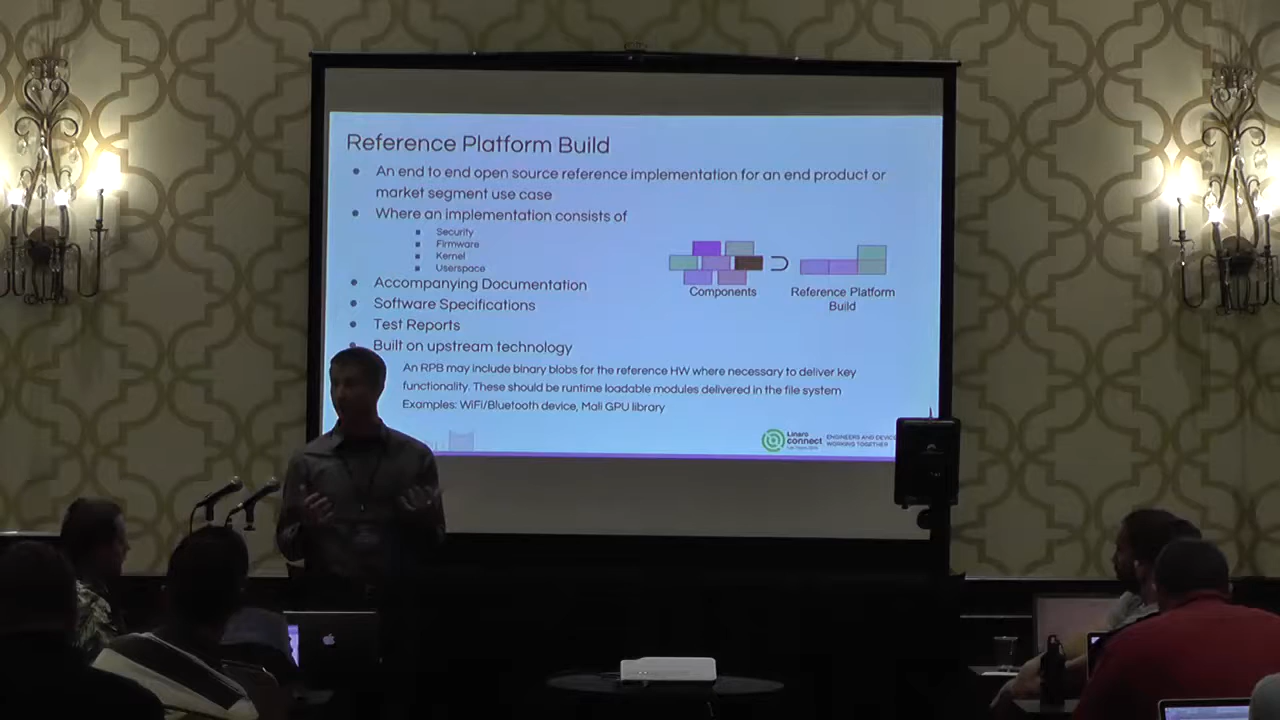 Reference Platform Build
An end to end open source reference implementation for an end product or
market segment use case
Where an implementation consists of
Security
Firmware
Kernel
Userspace
Accompanying Documentation
Software Specifications
Test Reports
Built on upstream technology
An RPB may include binary blobs for the reference HW where necessary to deliver key
functionality. These should be runtime loadable modules delivered in the file system
Examples: WiFi/Bluetooth device, Mali GPU library
Components
Reference Platform
Build
Linaro
connect
ENGINEERS AND DEVICE
WORKING TOGETHER